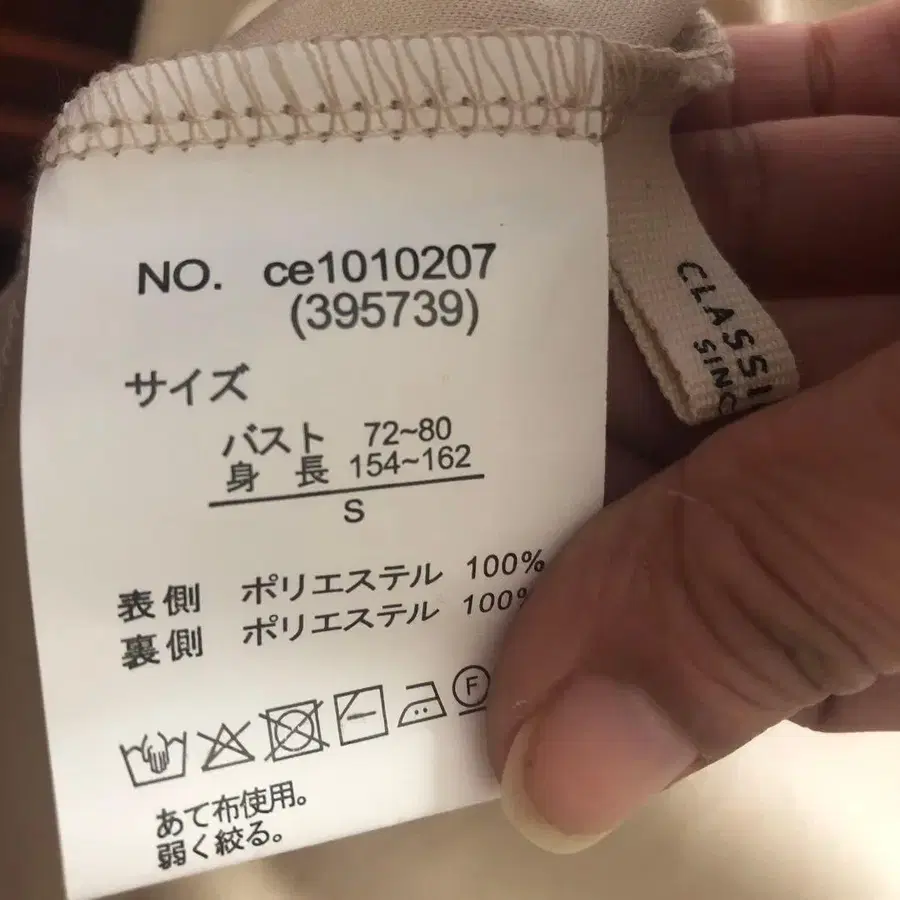 NO. ce1010207
(395739)
サイズ
バスト 72~80
身 長 154~162
S
表側 ポリエステル 100%
裏側 ポリエステル 100%
F
あて布使用。
弱く絞る。